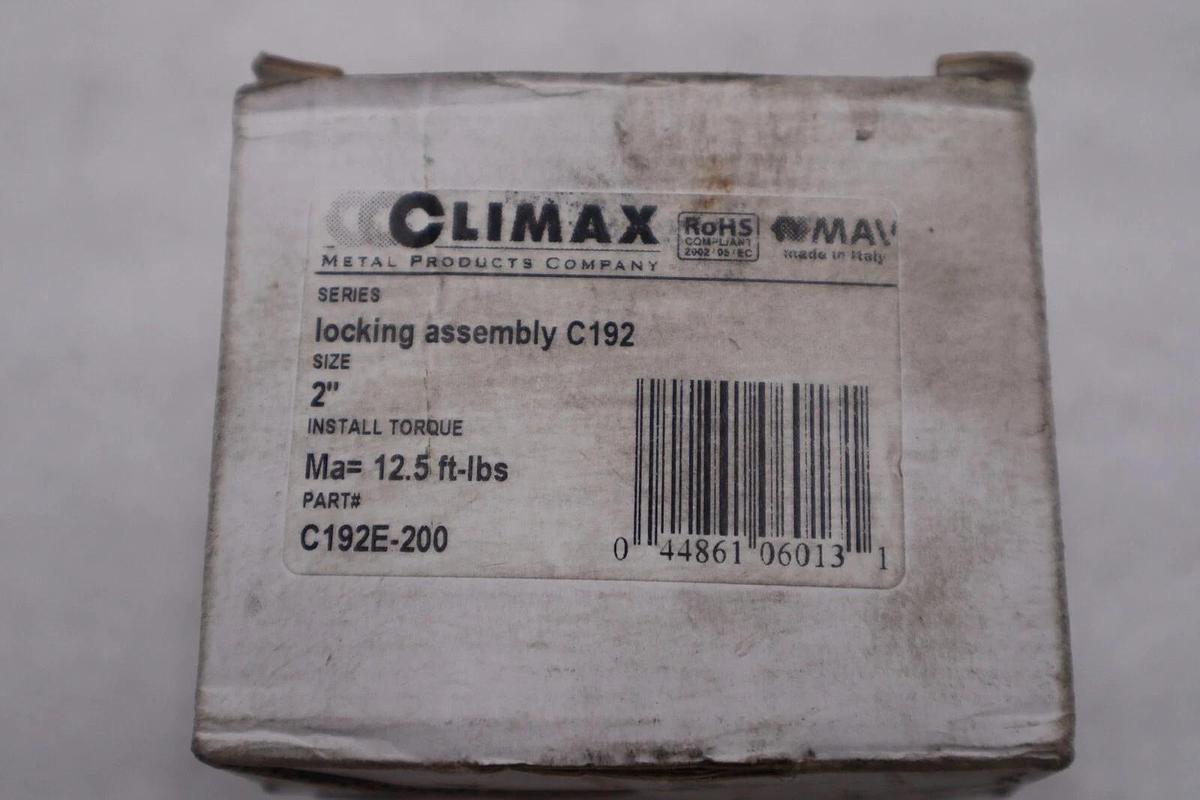 CLIMAX
METAL PRODUCTS COMPANY
RoHS
COMPLIANT
2002/95/EC
MAV
made in Italy
SERIES
locking assembly C192
SIZE
2"
INSTALL TORQUE
Ma= 12.5 ft-lbs
PART#
C192E-200
0 44861 06013 1